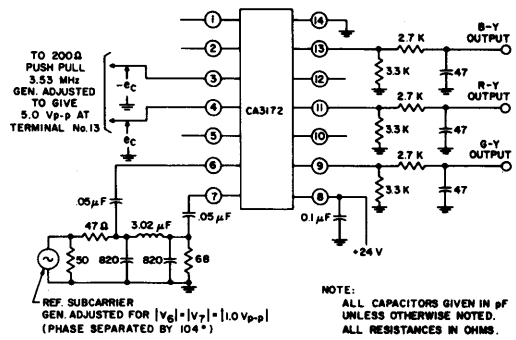 TO 200Ω
PUSH PULL
3.53 MHz
GEN. ADJUSTED
TO GIVE
5.0 Vp-p AT
TERMINAL No.13
-eC
eC
1
2
3
4
5
6
7
CA3172
14
13
12
11
10
9
8
2.7 K
3.3 K
47
B-Y
OUTPUT
2.7 K
3.3 K
47
R-Y
OUTPUT
2.7 K
3.3 K
47
G-Y
OUTPUT
0.1 μF
+24 V
.05μF
.05μF
47Ω
3.02 μF
50
820
820
68
REF. SUBCARRIER
GEN. ADJUSTED FOR |V6|=|V7|=|1.0 Vp-p|
(PHASE SEPARATED BY 104°)
NOTE:
ALL CAPACITORS GIVEN IN pF
UNLESS OTHERWISE NOTED.
ALL RESISTANCES IN OHMS.